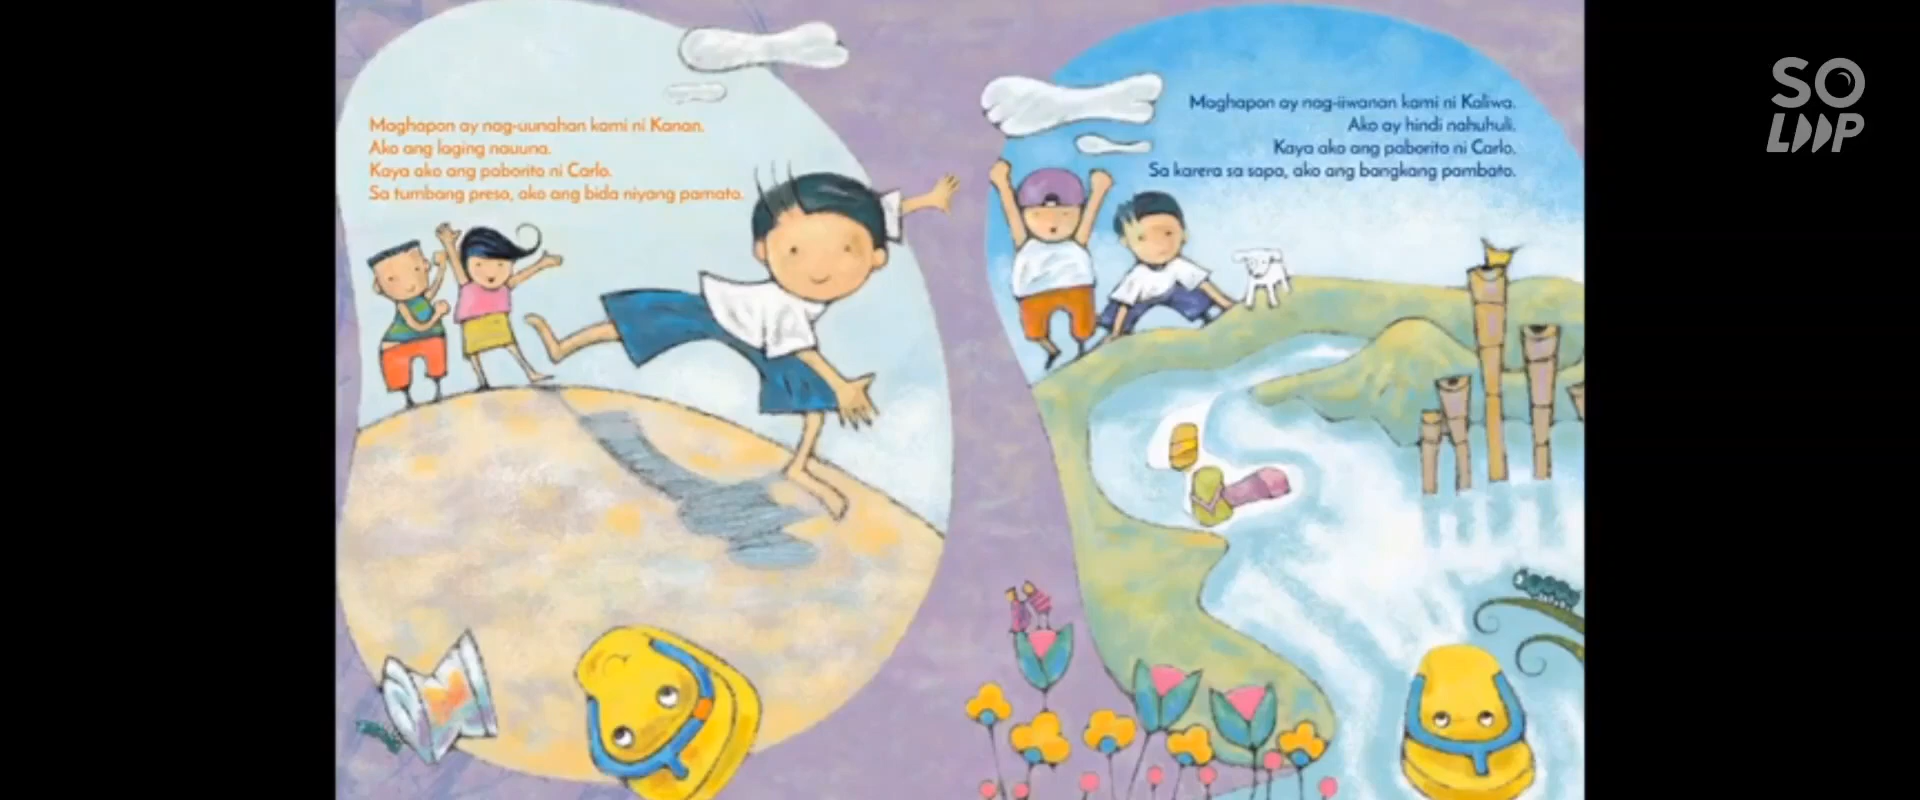 Maghapon ay nag-uunahan kami ni Kanan.
Ako ang laging nauuna.
Kaya ako ang paborito ni Carlo.
Sa tumbang preso, ako ang bida niyang pamato.
Maghapon ay nag-iiwanan kami ni Kaliwa.
Ako ay hindi nahuhuli.
Kaya ako ang paborito ni Carlo.
Sa karera sa sapa, ako ang bangkang pambato.
SO
LOOP